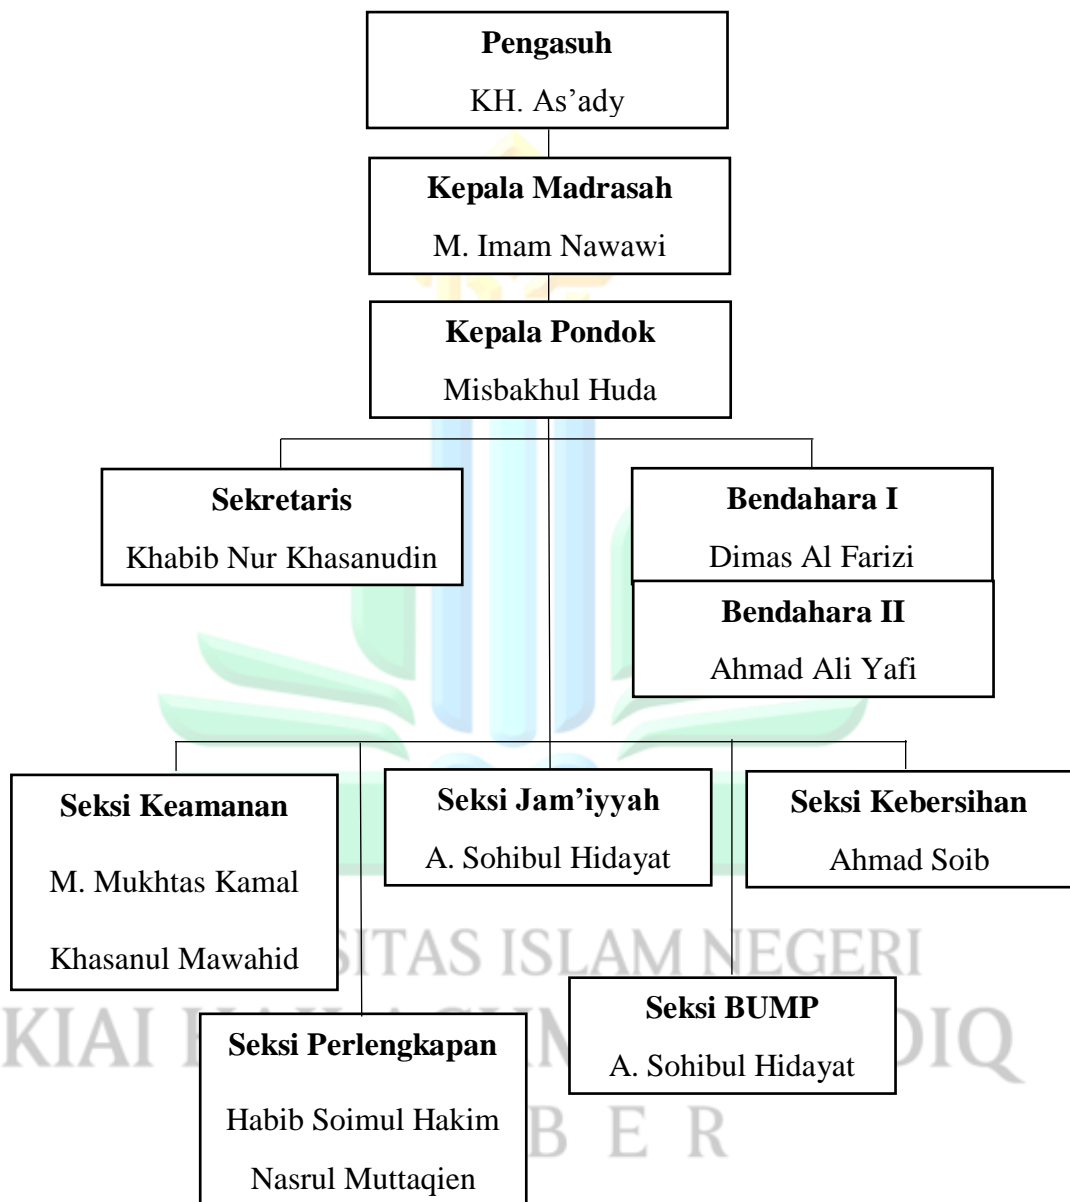 Pengasuh
KH. As’ady
Kepala Madrasah
M. Imam Nawawi
Kepala Pondok
Misbakhul Huda
Sekretaris
Khabib Nur Khasanudin
Bendahara I
Dimas Al Farizi
Bendahara II
Ahmad Ali Yafi
Seksi Keamanan
M. Mukhtas Kamal
Khasanul Mawahid
Seksi Jam’iyyah
A. Sohibul Hidayat
Seksi Kebersihan
Ahmad Soib
Seksi Perlengkapan
Habib Soimul Hakim
Nasrul Muttaqien
Seksi BUMP
A. Sohibul Hidayat
ISLAM NEGERI
KIAI